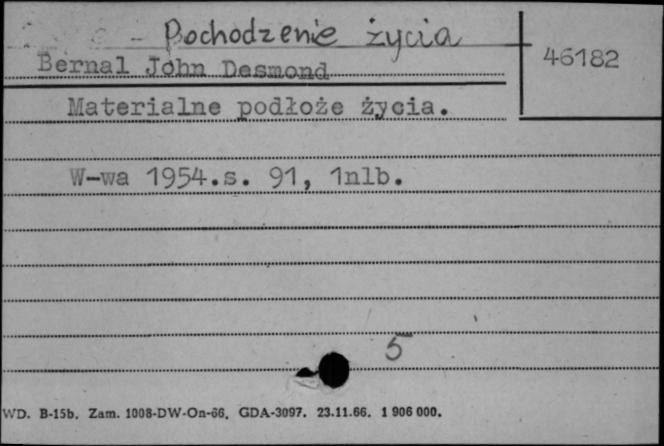 Pochodzenie życia
46182
Bernal John Desmond
Materialne podłoże życia.
W-wa 1954.s. 91, 1nlb.
5
WD. B-15b. Zam. 1008-DW-On-66. GDA-3097. 23.11.66. 1 906 000.